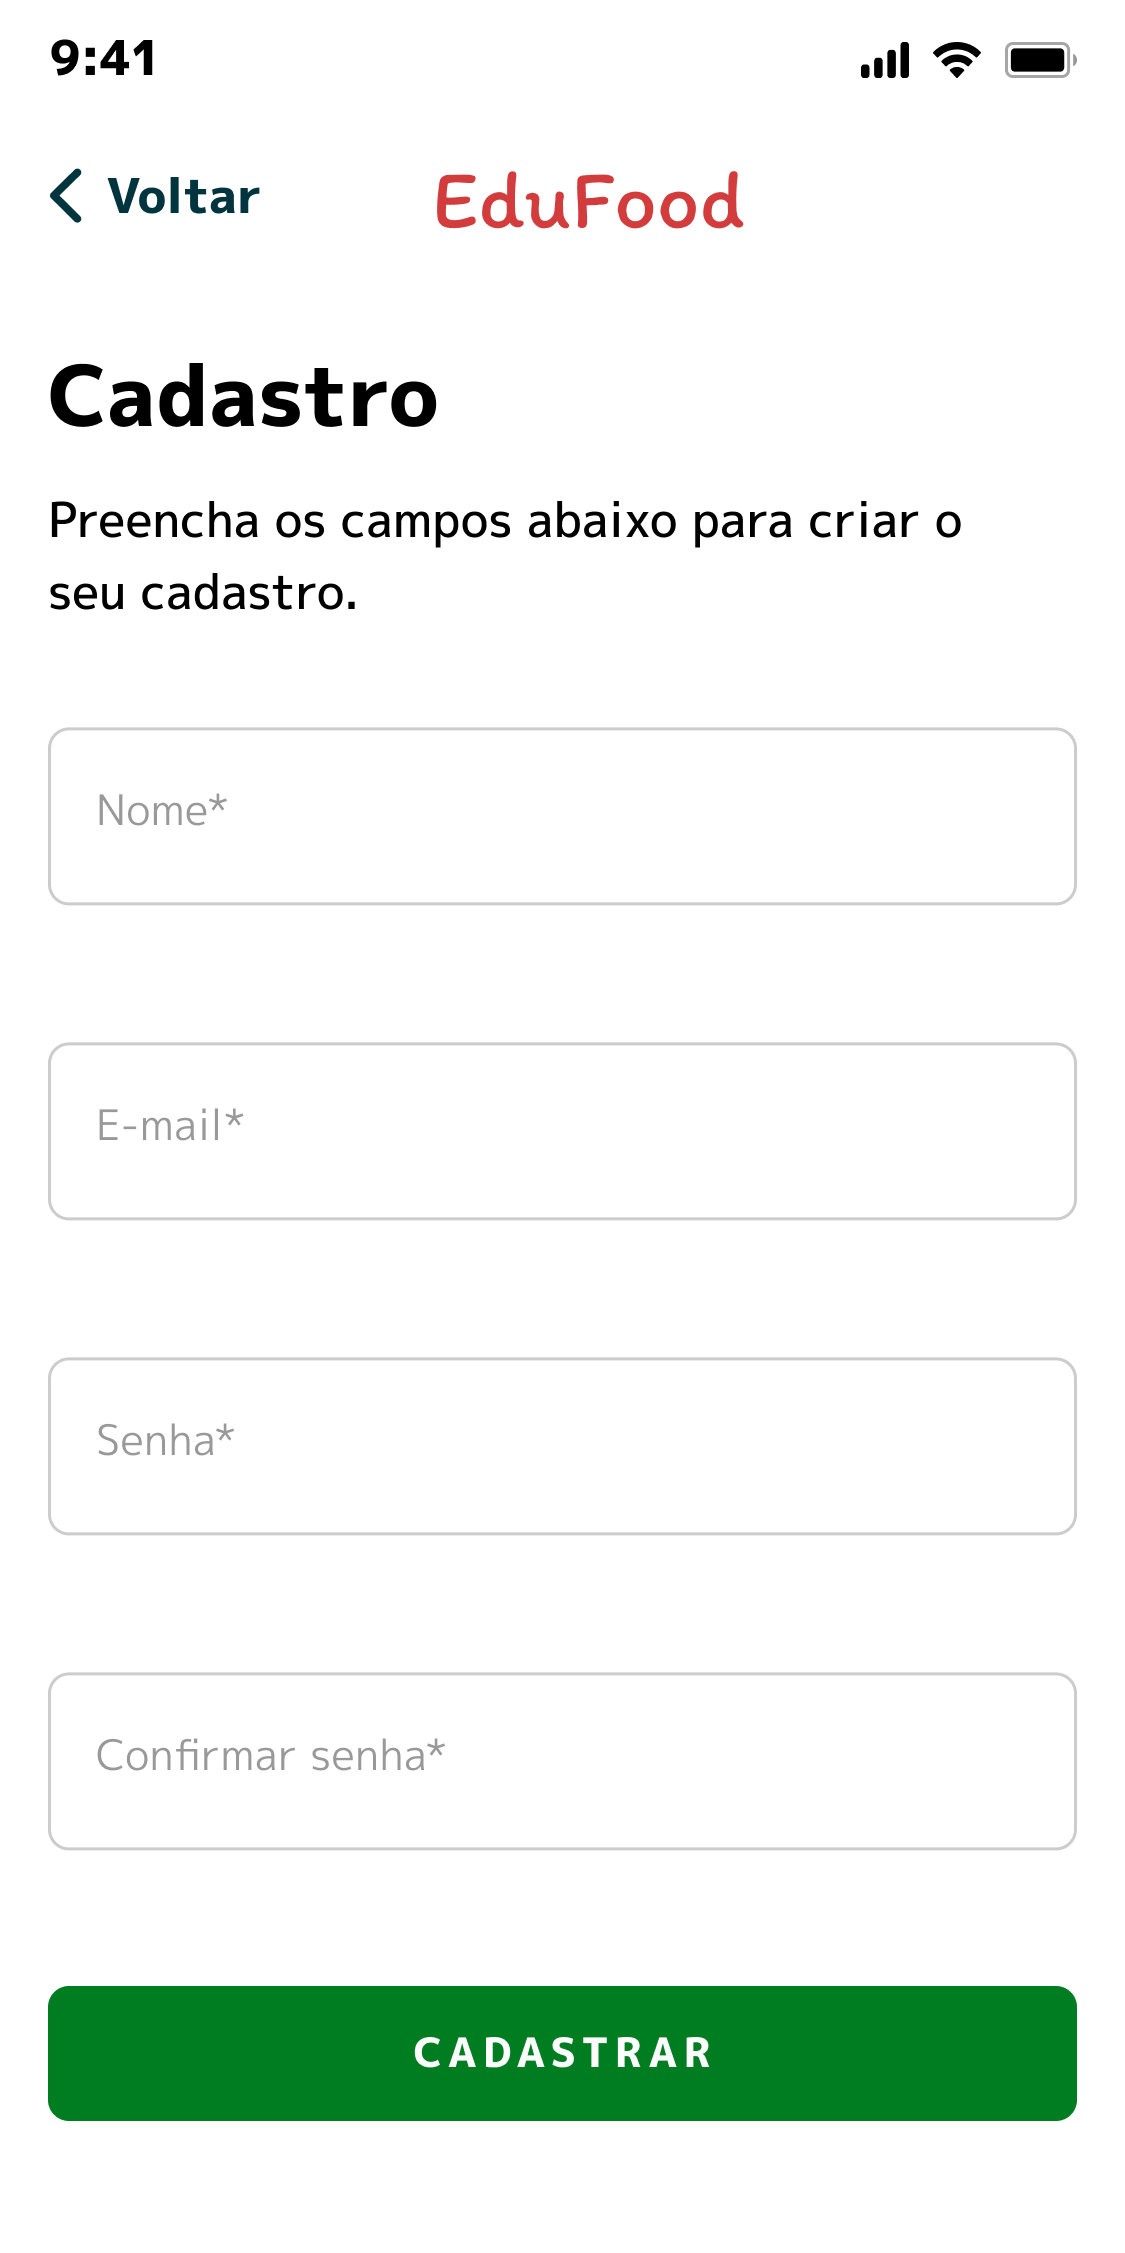 9:41
Voltar
EduFood
Cadastro
Preencha os campos abaixo para criar o
seu cadastro.
Nome*
E-mail*
Senha*
Confirmar senha*
CADASTRAR